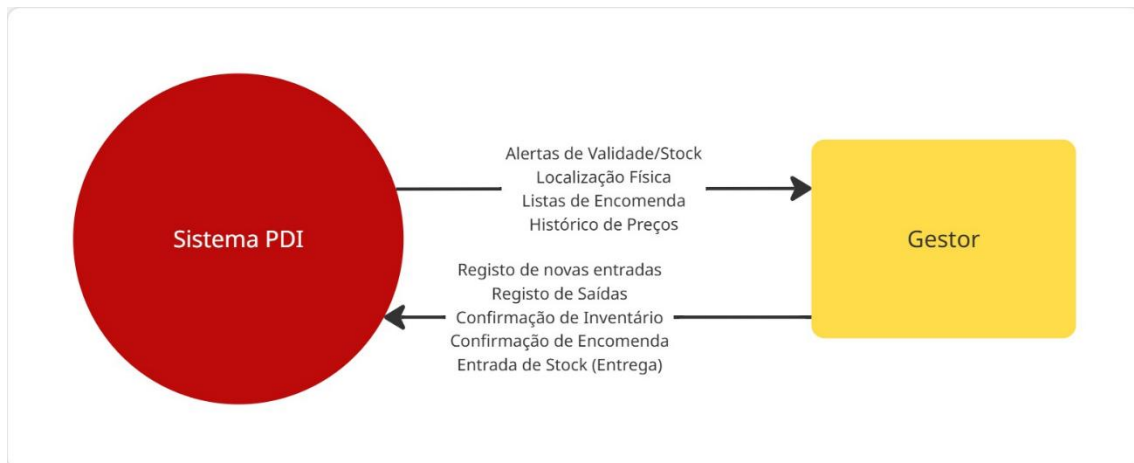 Sistema PDI
Alertas de Validade/Stock
Localização Física
Listas de Encomenda
Histórico de Preços
Registo de novas entradas
Registo de Saídas
Confirmação de Inventário
Confirmação de Encomenda
Entrada de Stock (Entrega)
Gestor